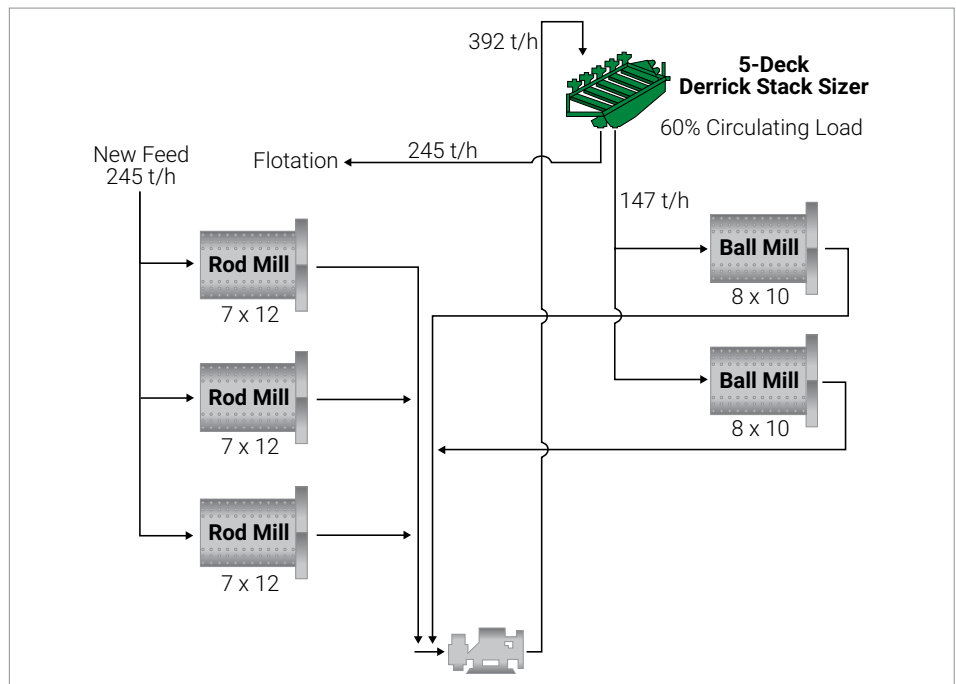 392 t/h
5-Deck
Derrick Stack Sizer
60% Circulating Load
New Feed
245 t/h
Flotation
245 t/h
147 t/h
Rod Mill
7 x 12
Ball Mill
8 x 10
Rod Mill
7 x 12
Ball Mill
8 x 10
Rod Mill
7 x 12